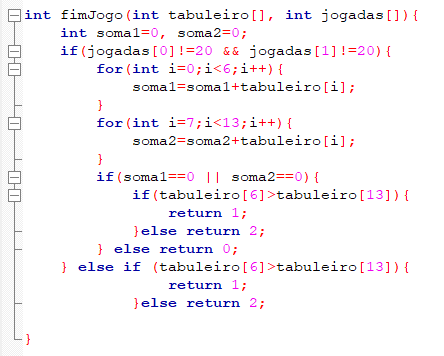 int fimJogo(int tabuleiro[], int jogadas[]){
    int soma1=0, soma2=0;
    if(jogadas[0]!=20 && jogadas[1]!=20){
        for(int i=0;i<6;i++){
            soma1=soma1+tabuleiro[i];
        }
        for(int i=7;i<13;i++){
            soma2=soma2+tabuleiro[i];
        }
        if(soma1==0 || soma2==0){
            if(tabuleiro[6]>tabuleiro[13]){
                return 1;
            }else return 2;
        } else return 0;
    } else if (tabuleiro[6]>tabuleiro[13]){
                return 1;
            }else return 2;
}